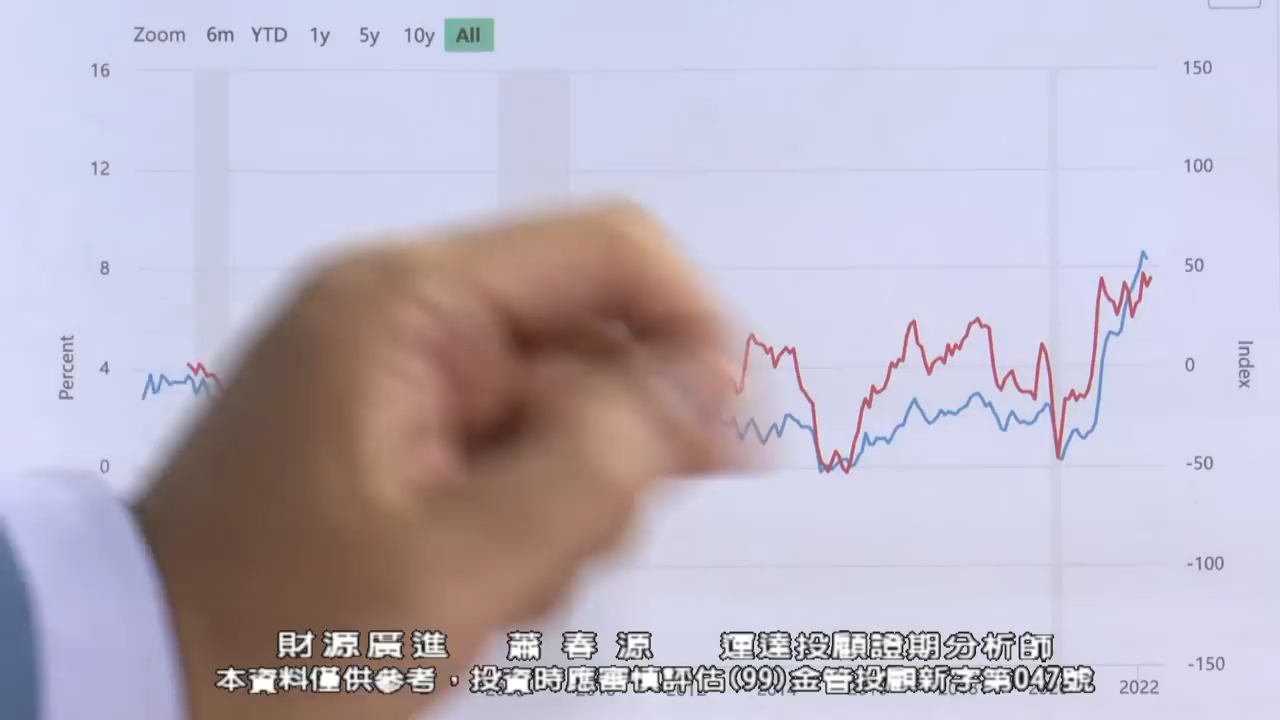 Zoom 6m YTD 1y 5y 10y All
16
150
12
100
8
50
4
0
0
-50
-100
-150
Percent
Index
2022
財源廣進 蕭春源 運達投顧證期分析師
本資料僅供參考，投資時應審慎評估(99)金管投顧新字第047號